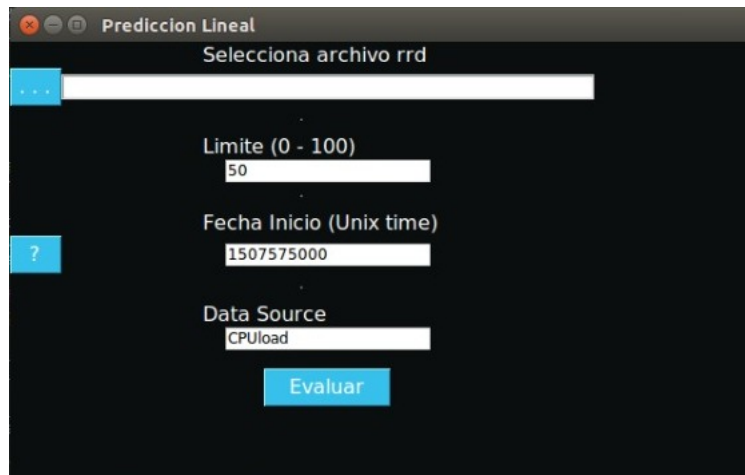 Prediccion Lineal
Selecciona archivo rrd
...
Limite (0 - 100)
50
Fecha Inicio (Unix time)
?
1507575000
Data Source
CPUload
Evaluar